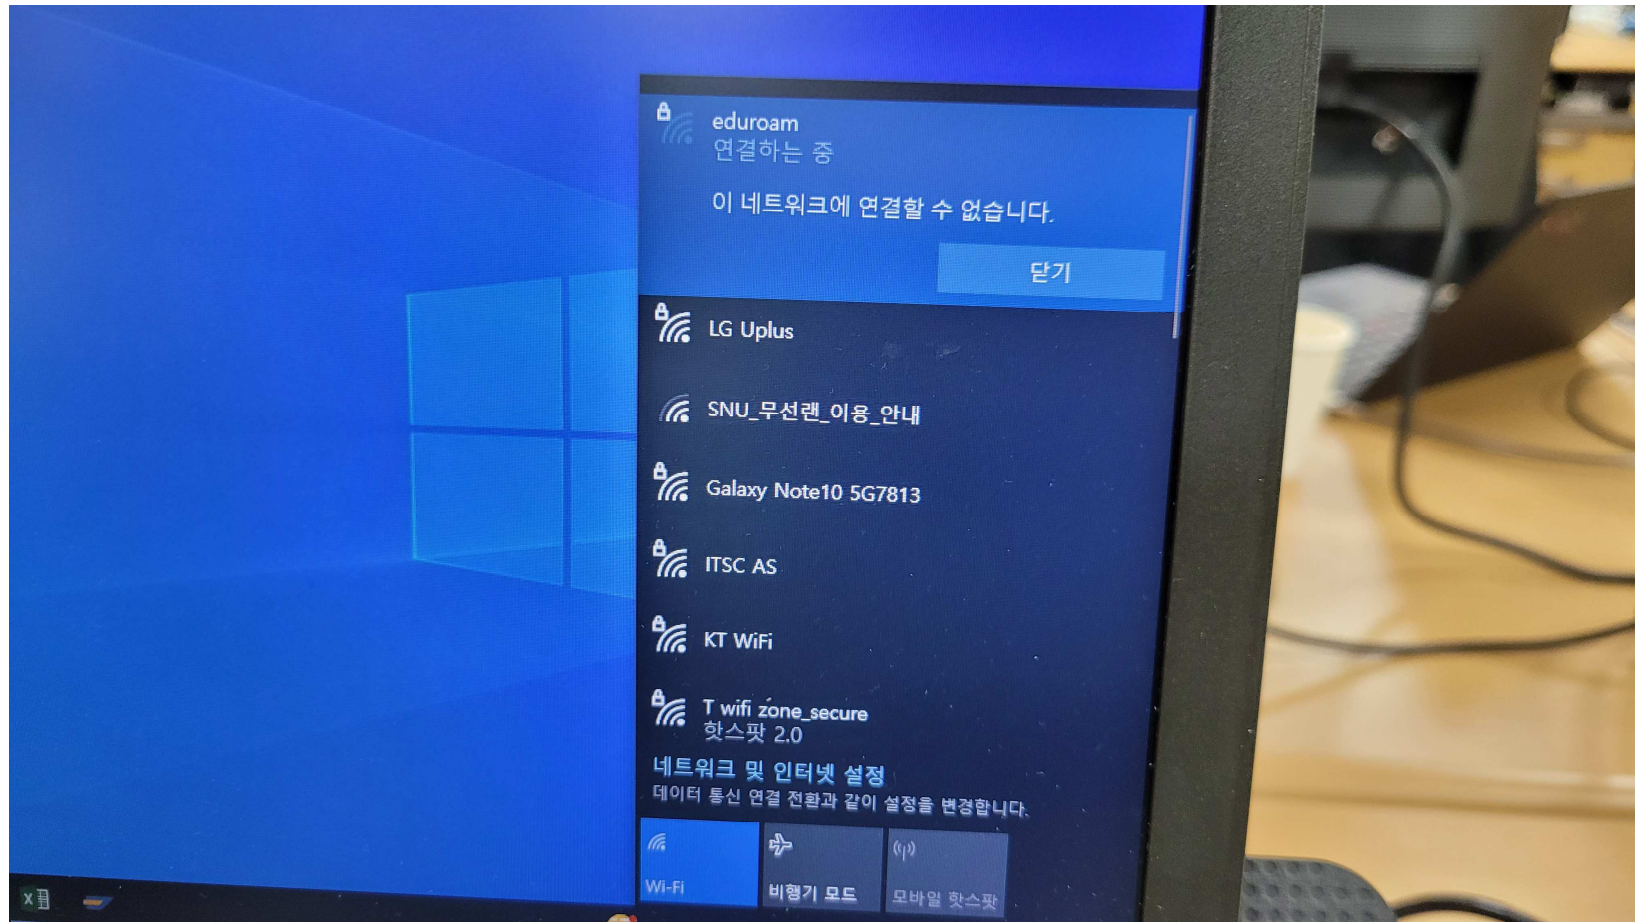 eduroam
연결하는 중
이 네트워크에 연결할 수 없습니다.
닫기
LG Uplus
SNU_무선랜_이용_안내
Galaxy Note10 5G7813
ITSC AS
KT WiFi
T wifi zone_secure
핫스팟 2.0
네트워크 및 인터넷 설정
데이터 통신 연결 전환과 같이 설정을 변경합니다.
Wi-Fi
비행기 모드
모바일 핫스팟